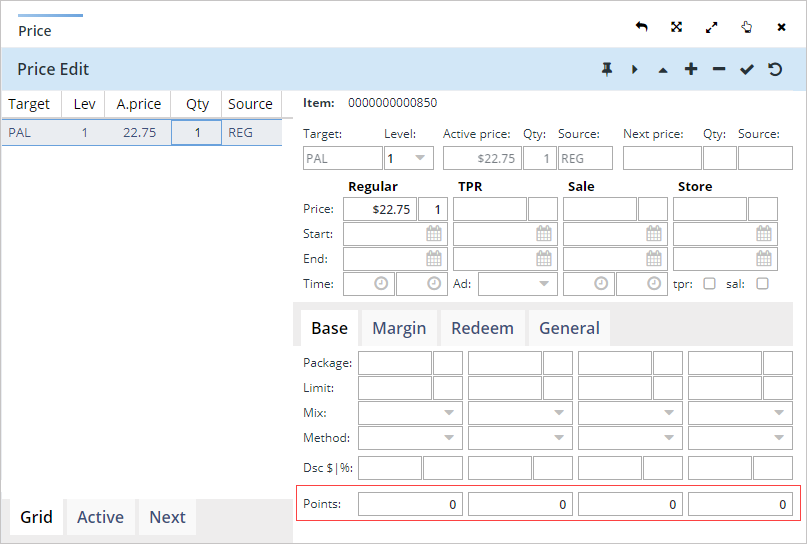 Price
Price Edit
Target Lev A.price Qty Source
PAL 1 22.75 1 REG
Grid Active Next
Item: 0000000000850
Target: Level: Active price: Qty: Source: Next price: Qty: Source:
PAL 1 $22.75 1 REG
Regular TPR Sale Store
Price: $22.75 1
Start:
End:
Time: Ad: tpr: sal:
Base Margin Redeem General
Package:
Limit:
Mix:
Method:
Dsc $|%:
Points: 0 0 0 0